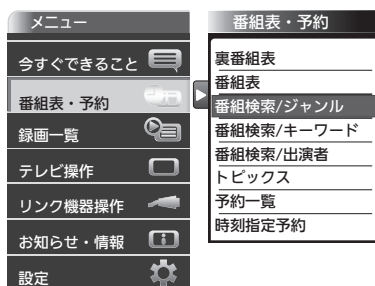 メニュー
今すぐできること
番組表・予約
録画一覧
テレビ操作
リンク機器操作
お知らせ・情報
設定
番組表・予約
裏番組表
番組表
番組検索/ジャンル
番組検索/キーワード
番組検索/出演者
トピックス
予約一覧
時刻指定予約